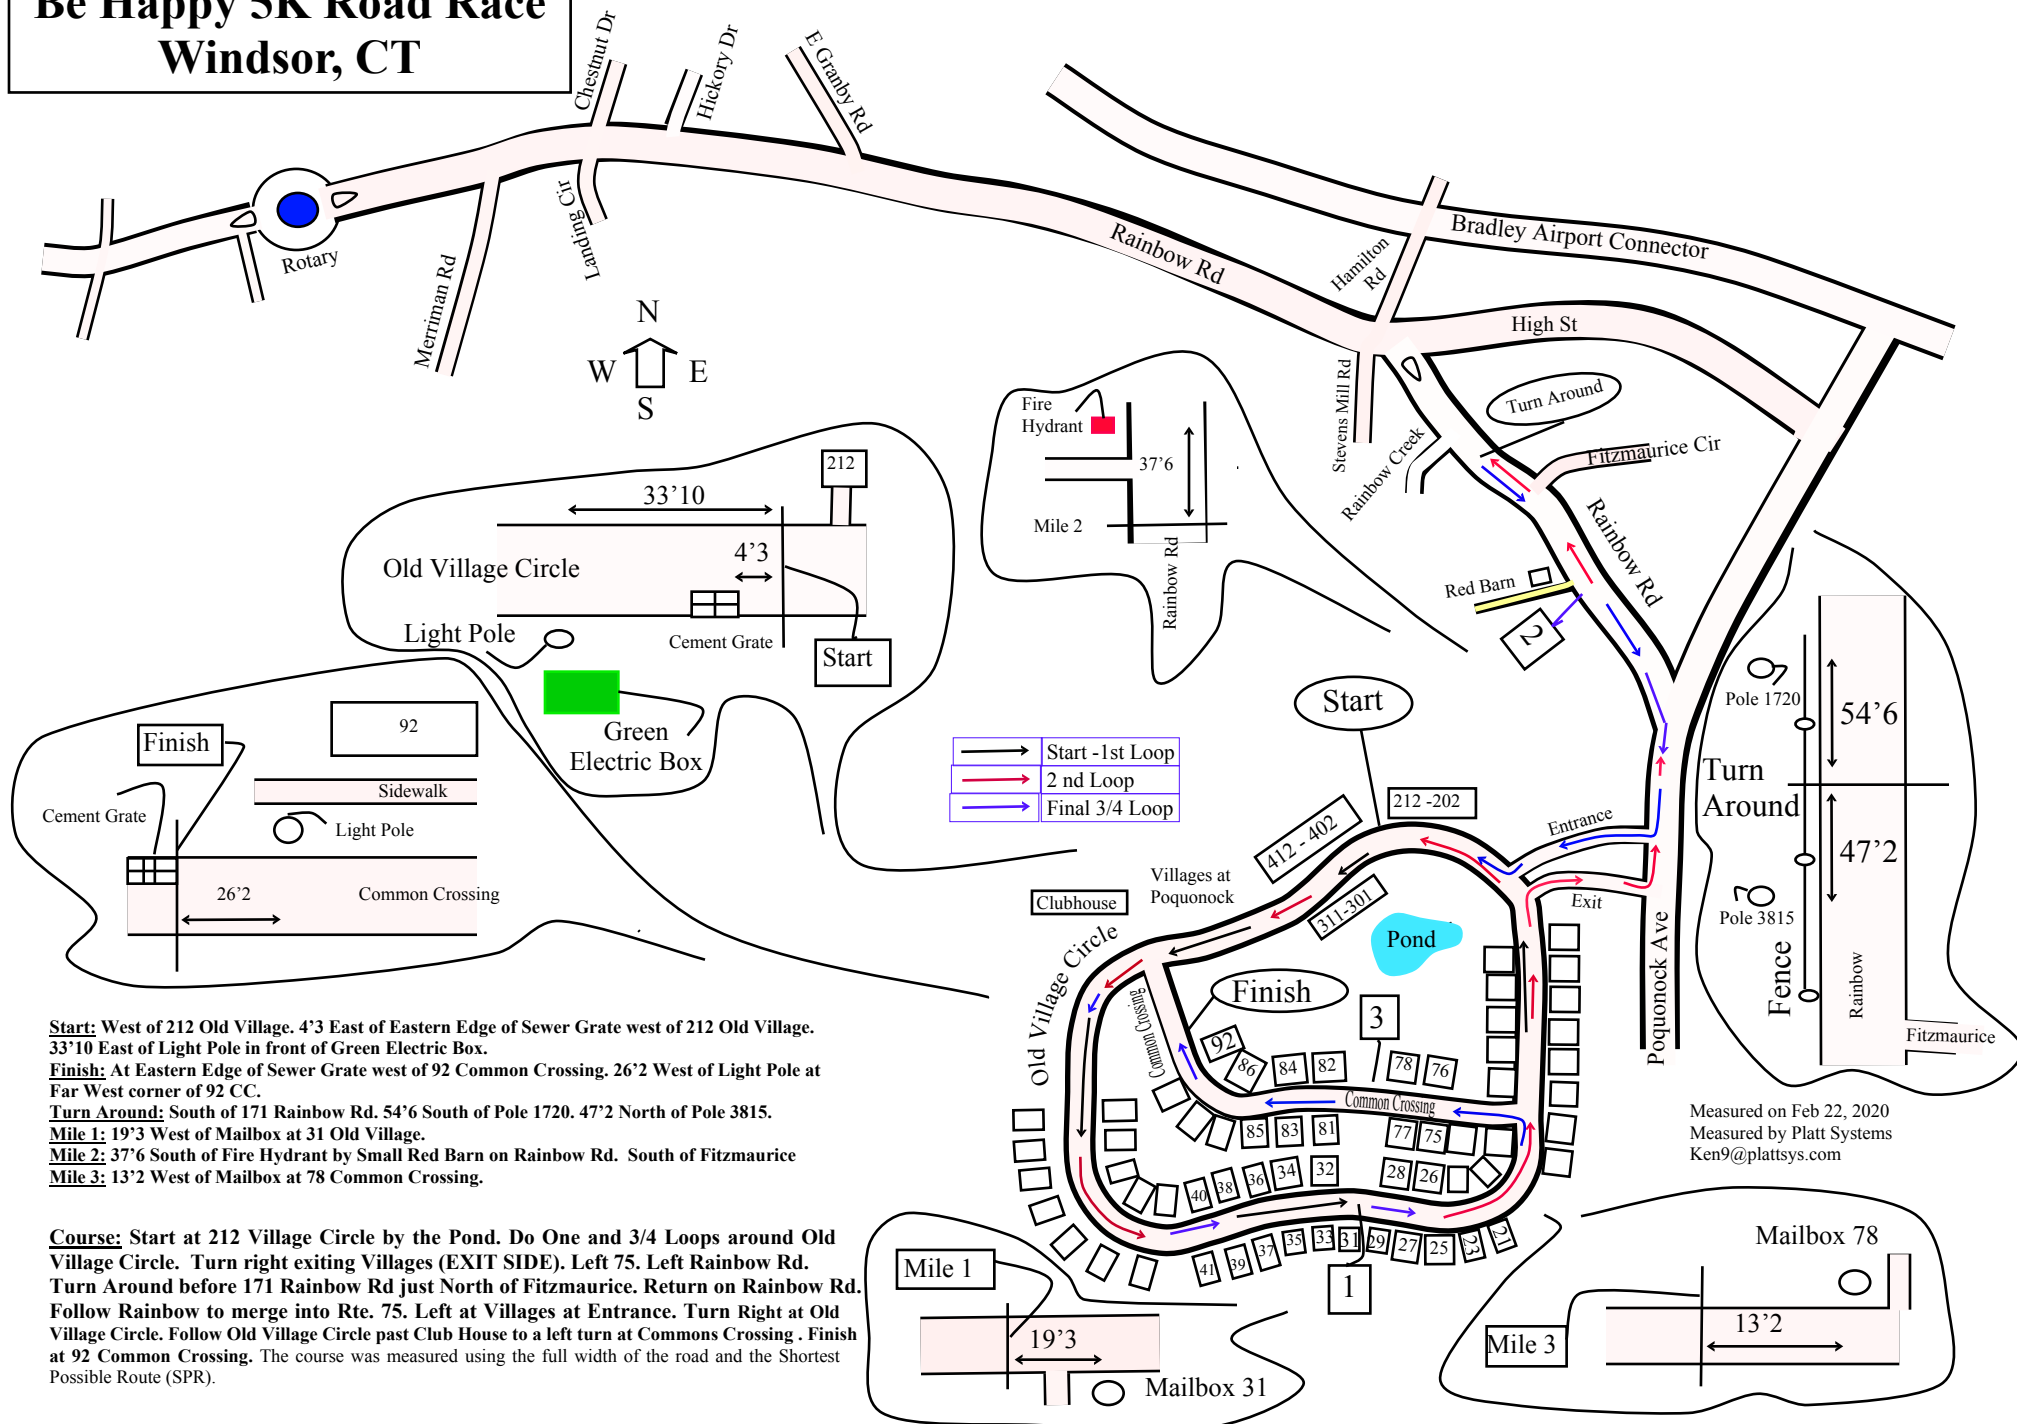 Be Happy 5K Road Race
Windsor, CT
Chestnut Dr
Hickory Dr
E Granby Rd
Landing Cir
Rotary
Merriman Rd
Rainbow Rd
Hamilton
Rd
Bradley Airport Connector
High St
Stevens Mill Rd
Turn Around
Rainbow Creek
Fitzmaurice Cir
Rainbow Rd
Red Barn
2
N
W E
S
Fire
Hydrant
37'6
Mile 2
Rainbow Rd
212
33'10
4'3
Old Village Circle
Light Pole
Cement Grate
Start
Green
Electric Box
92
Finish
Sidewalk
Cement Grate
Light Pole
26'2
Common Crossing
Start -1st Loop
2 nd Loop
Final 3/4 Loop
Start
212 -202
412 - 402
311-301
Villages at
Poquonock
Clubhouse
Entrance
Exit
Pond
Poquonock Ave
Old Village Circle
Common Crossing
Finish
3
92
86
84
82
78
76
Common Crossing
85
83
81
77
75
40
38
36
34
32
28
26
41
39
37
35
33
31
29
27
25
23
21
1
Pole 1720
54'6
Turn
Around
47'2
Pole 3815
Fence
Rainbow
Fitzmaurice
Measured on Feb 22, 2020
Measured by Platt Systems
Ken9@plattsys.com
Start: West of 212 Old Village. 4'3 East of Eastern Edge of Sewer Grate west of 212 Old Village.
33'10 East of Light Pole in front of Green Electric Box.
Finish: At Eastern Edge of Sewer Grate west of 92 Common Crossing. 26'2 West of Light Pole at
Far West corner of 92 CC.
Turn Around: South of 171 Rainbow Rd. 54'6 South of Pole 1720. 47'2 North of Pole 3815.
Mile 1: 19'3 West of Mailbox at 31 Old Village.
Mile 2: 37'6 South of Fire Hydrant by Small Red Barn on Rainbow Rd. South of Fitzmaurice
Mile 3: 13'2 West of Mailbox at 78 Common Crossing.
Course: Start at 212 Village Circle by the Pond. Do One and 3/4 Loops around Old
Village Circle. Turn right exiting Villages (EXIT SIDE). Left 75. Left Rainbow Rd.
Turn Around before 171 Rainbow Rd just North of Fitzmaurice. Return on Rainbow Rd.
Follow Rainbow to merge into Rte. 75. Left at Villages at Entrance. Turn Right at Old
Village Circle. Follow Old Village Circle past Club House to a left turn at Commons Crossing . Finish
at 92 Common Crossing. The course was measured using the full width of the road and the Shortest
Possible Route (SPR).
Mile 1
19'3
Mailbox 31
Mailbox 78
Mile 3
13'2